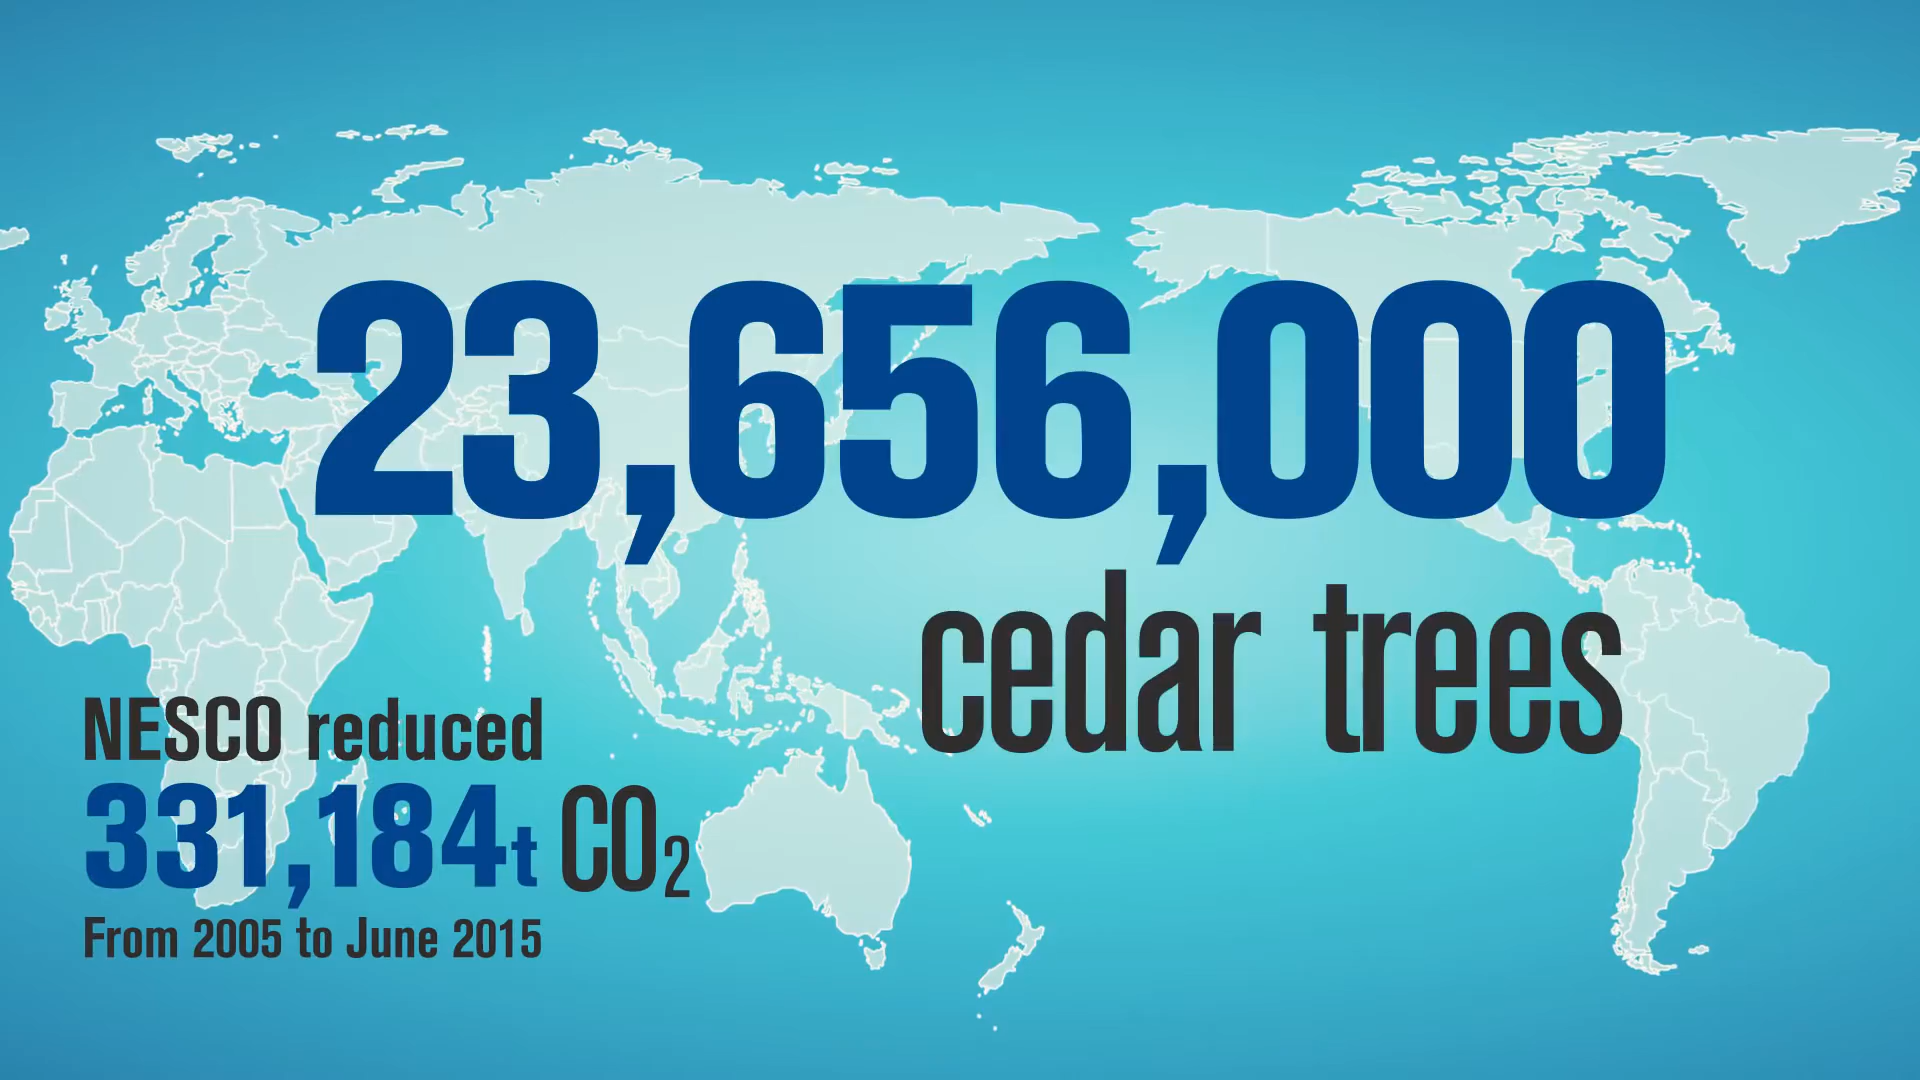 23,656,000
cedar trees
NESCO reduced
331,184t CO₂
From 2005 to June 2015